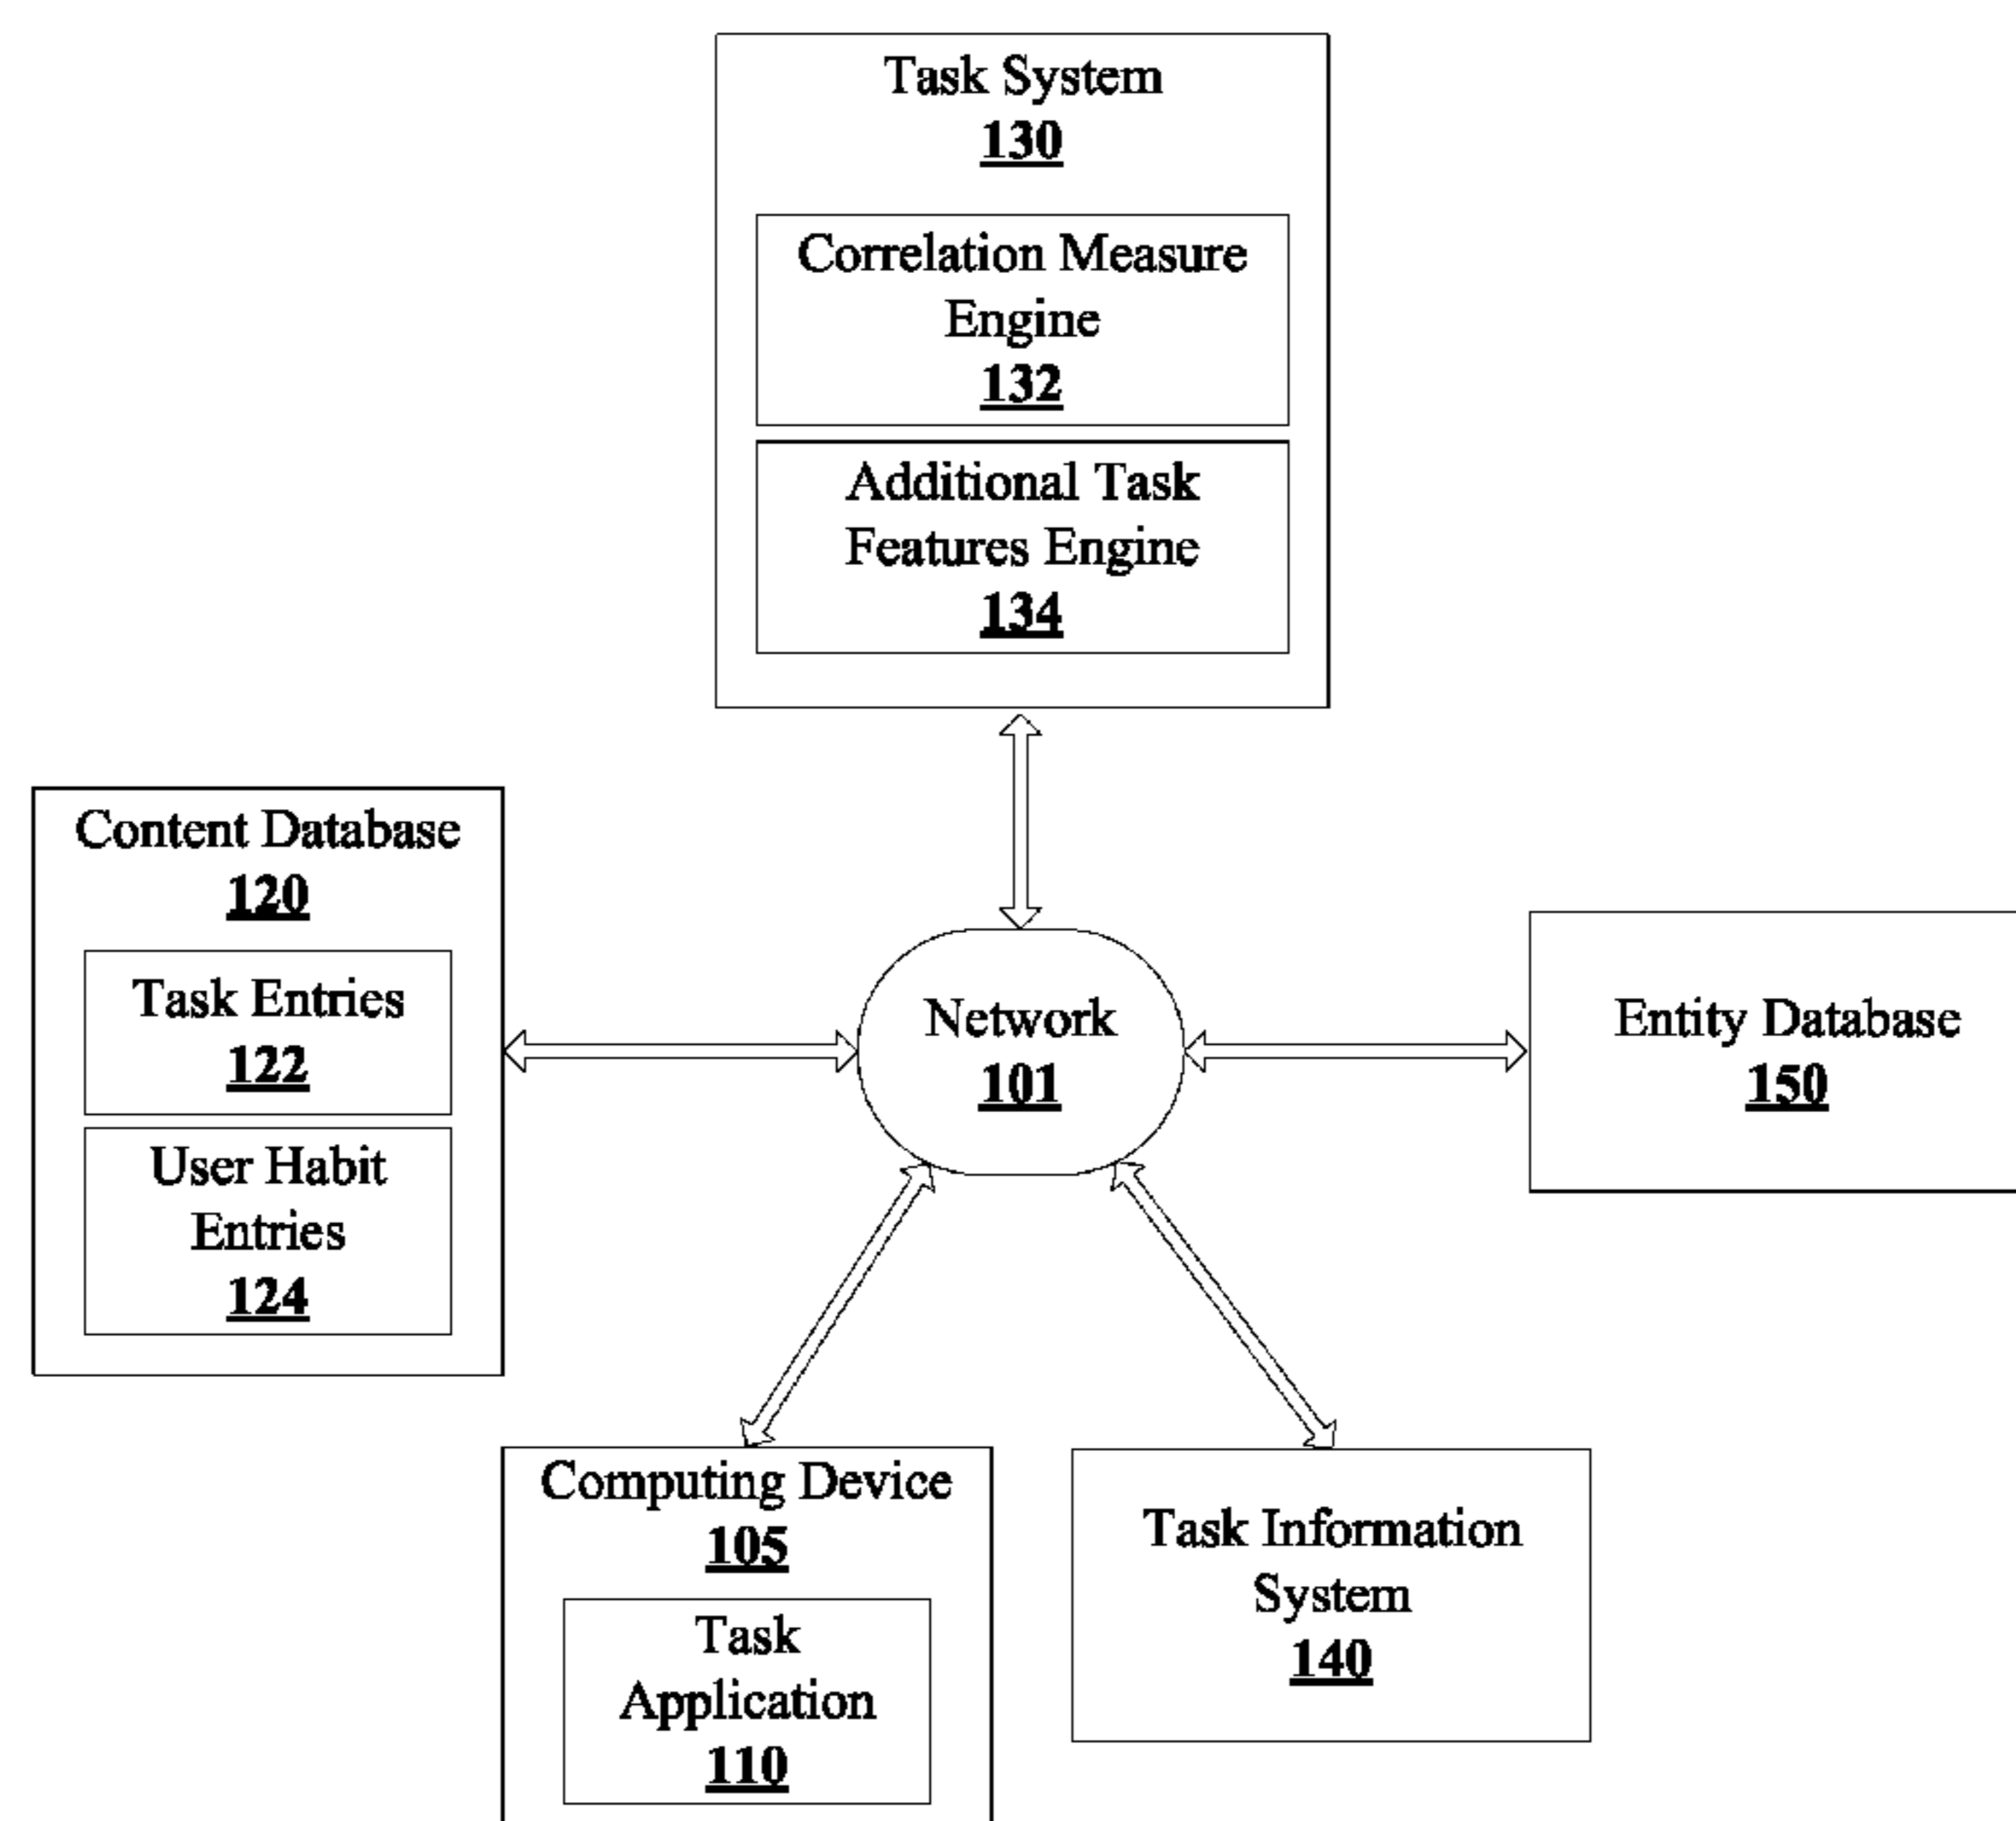 Task System
130
Correlation Measure
Engine
132
Additional Task
Features Engine
134
Content Database
120
Task Entries
122
User Habit
Entries
124
Network
101
Entity Database
150
Computing Device
105
Task
Application
110
Task Information
System
140